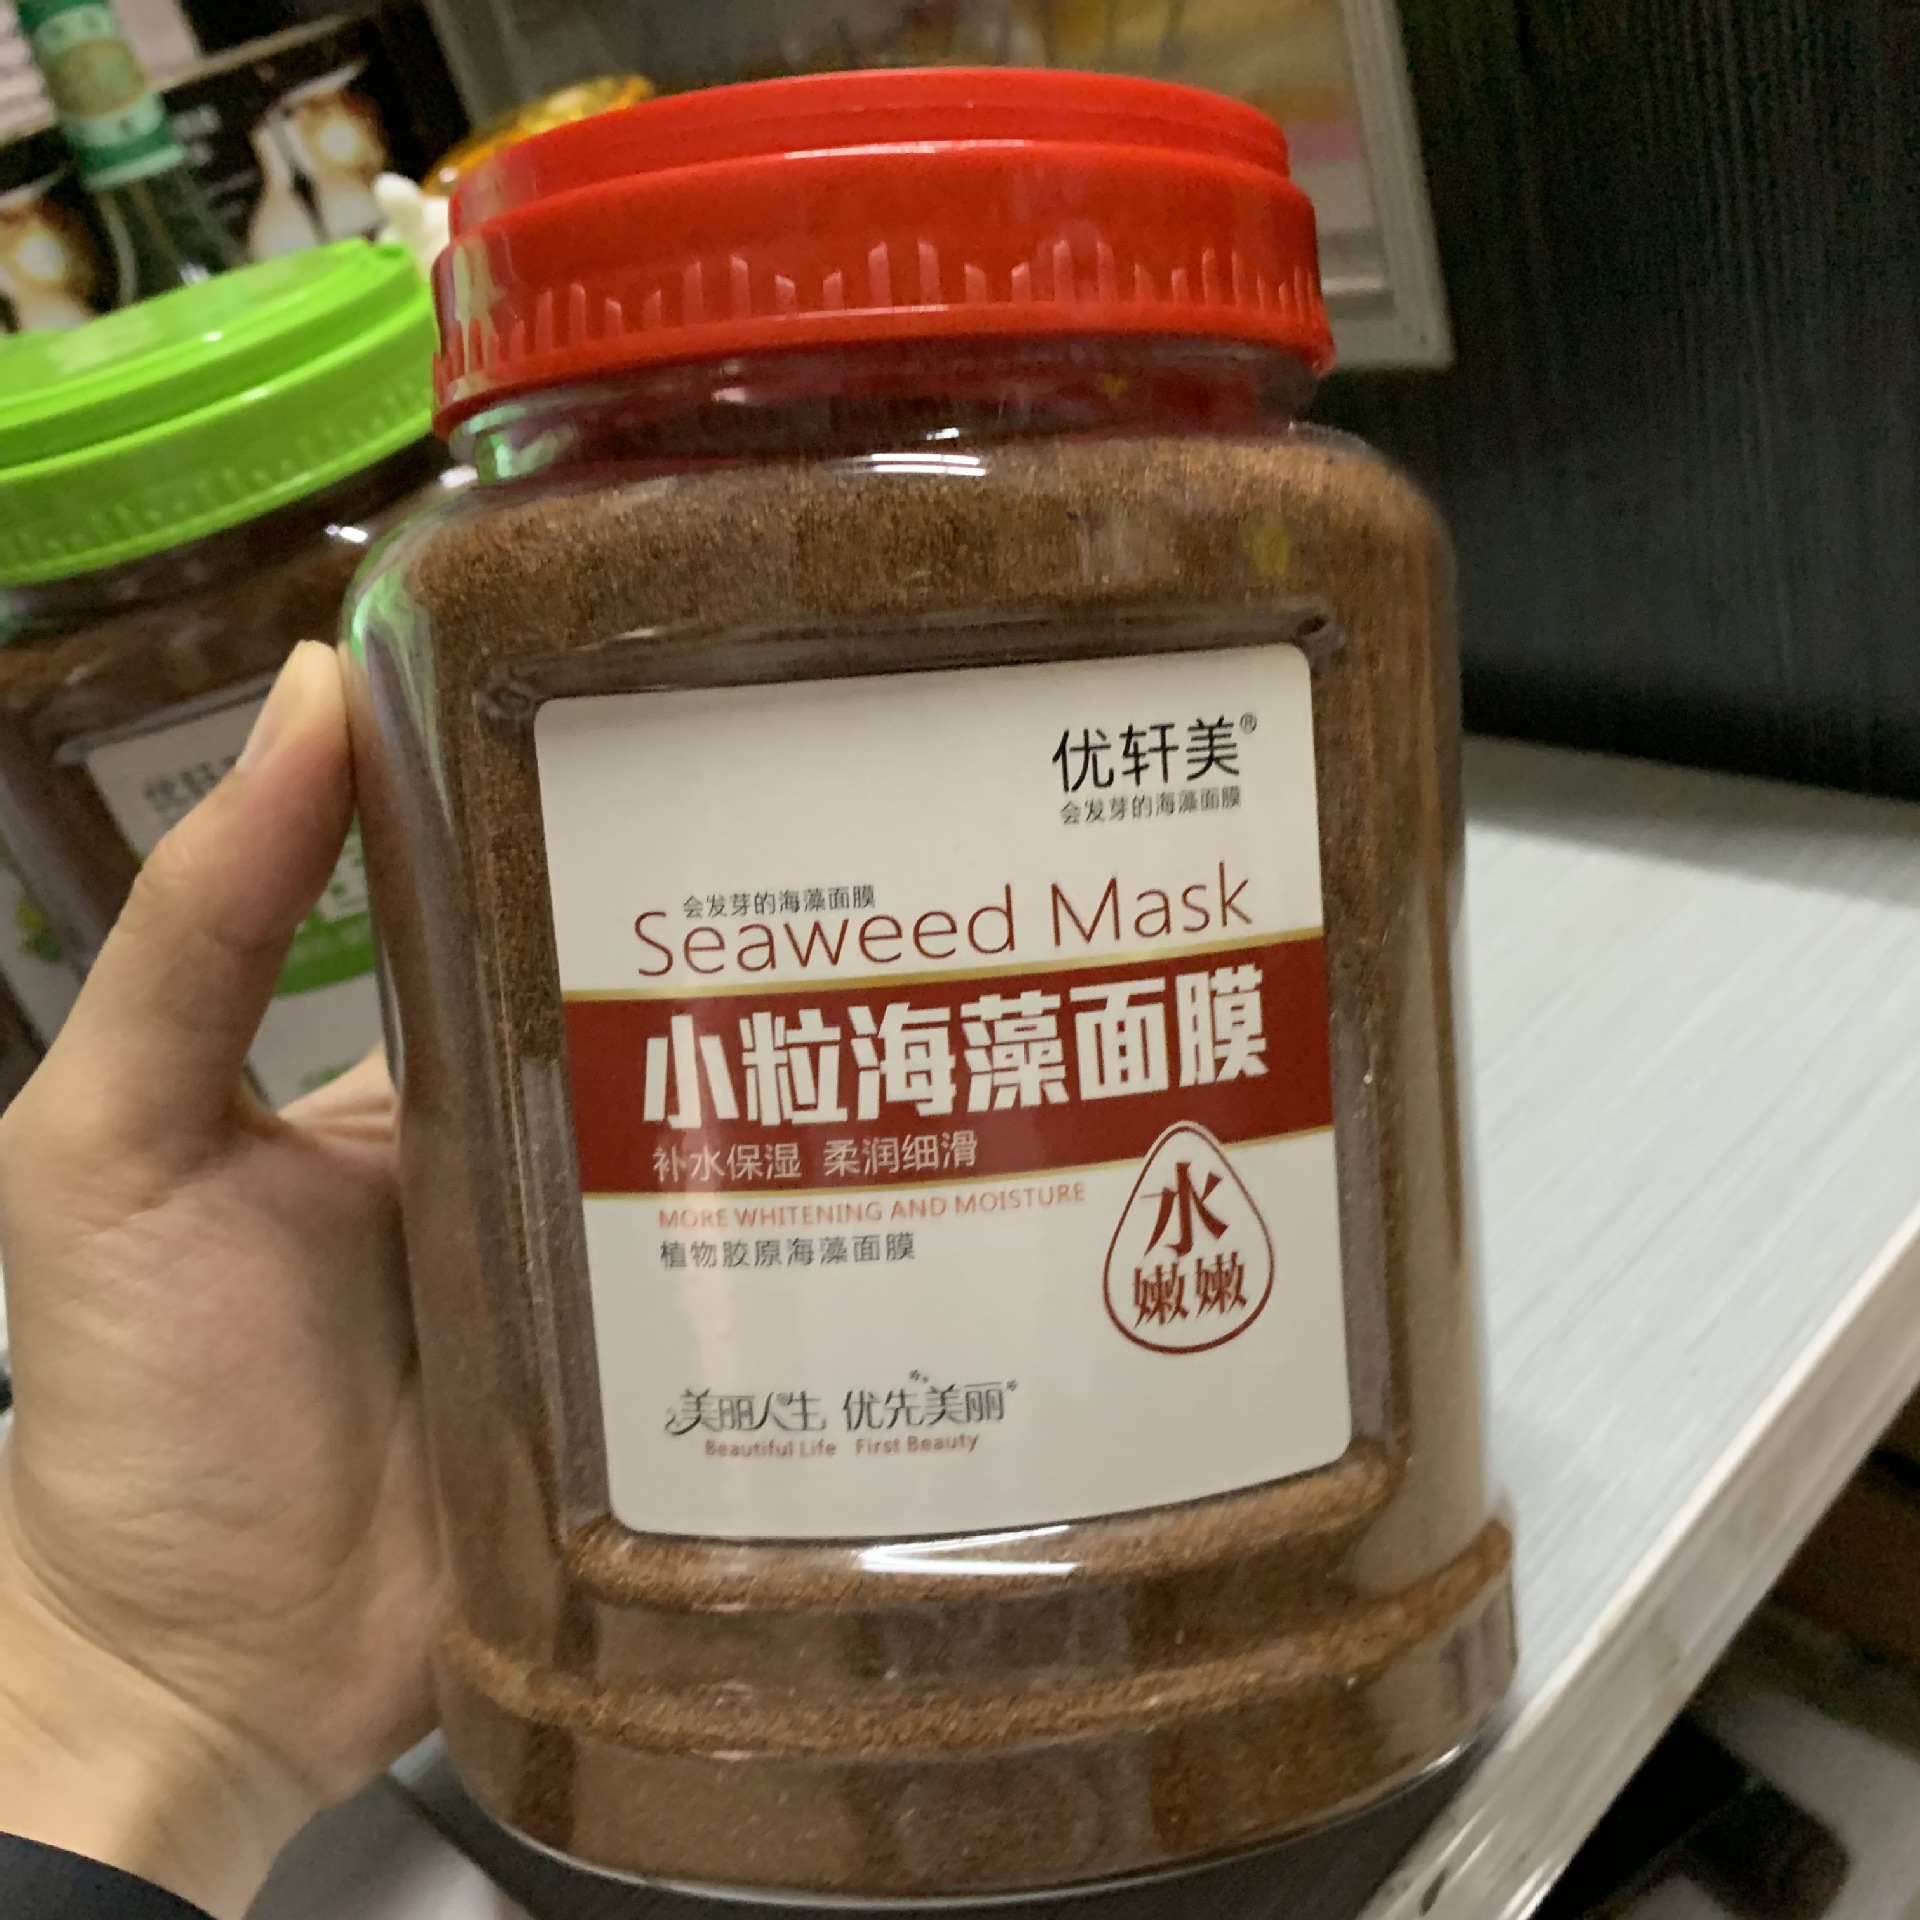 优轩美®
会发芽的海藻面膜
会发芽的海藻面膜
Seaweed Mask
小粒海藻面膜
补水保湿 柔润细滑
MORE WHITENING AND MOISTURE
植物胶原海藻面膜
水
嫩嫩
美丽人生 优先美丽
Beautiful Life First Beauty